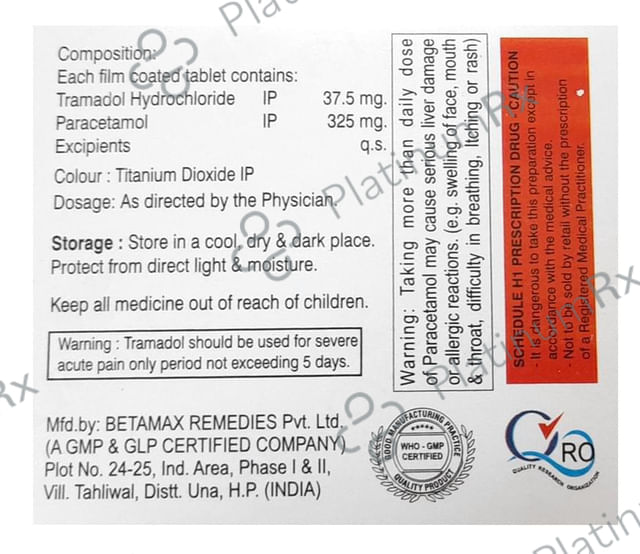 Composition:
Each film coated tablet contains:
Tramadol Hydrochloride IP 37.5 mg.
Paracetamol IP 325 mg.
Excipients q.s.
Colour : Titanium Dioxide IP
Dosage: As directed by the Physician.
Storage : Store in a cool, dry & dark place.
Protect from direct light & moisture.
Keep all medicine out of reach of children.
Warning : Tramadol should be used for severe
acute pain only period not exceeding 5 days.
Mfd.by: BETAMAX REMEDIES Pvt. Ltd.
(A GMP & GLP CERTIFIED COMPANY)
Plot No. 24-25, Ind. Area, Phase I & II,
Vill. Tahliwal, Distt. Una, H.P. (INDIA)
Warning: Taking more than daily dose
of Paracetamol may cause serious liver damage
or allergic reactions. (e.g. swelling of face, mouth
& throat, difficulty in breathing, Itching or rash)
SCHEDULE H1 PRESCRIPTION DRUG - CAUTION
- It is dangerous to take this preparation except in
accordance with the medical advice.
- Not to be sold by retail without the prescription
of a Registered Medical Practitioner.
GOOD MANUFACTURING PRACTICE
WHO - GMP
CERTIFIED
QUALITY PRODUCT
QRO
QUALITY RESEARCH ORGANIZATION
PlatinumRx
PlatinumRx
PlatinumRx
Rx
Platinum